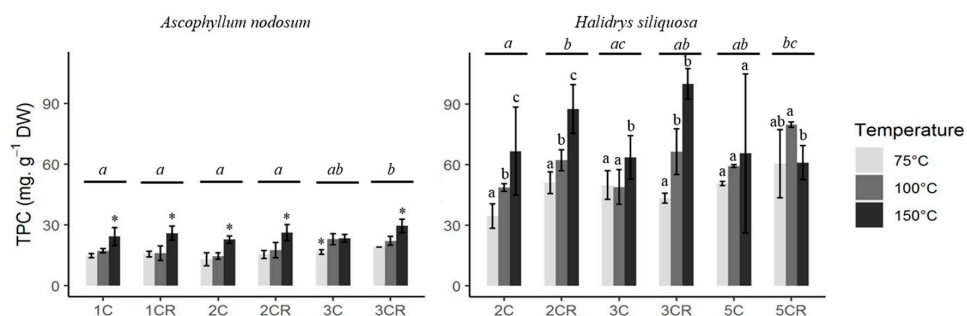 Ascophyllum nodosum
Halidrys siliquosa
TPC (mg. g⁻¹ DW)
90
60
30
0
a a a a ab b
* * * * * *
1C 1CR 2C 2CR 3C 3CR
90
60
30
0
a b ac ab ab bc
a b c a b c a a b a b b a a a ab a b
2C 2CR 3C 3CR 5C 5CR
Temperature
75°C
100°C
150°C